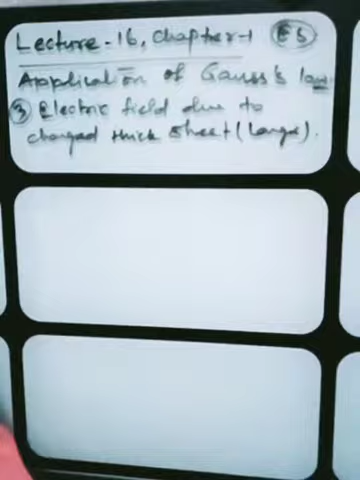 Lecture-16, Chapter-1 ES
Application of Gauss's law
③ Electric field due to
charged thick sheet (Large).